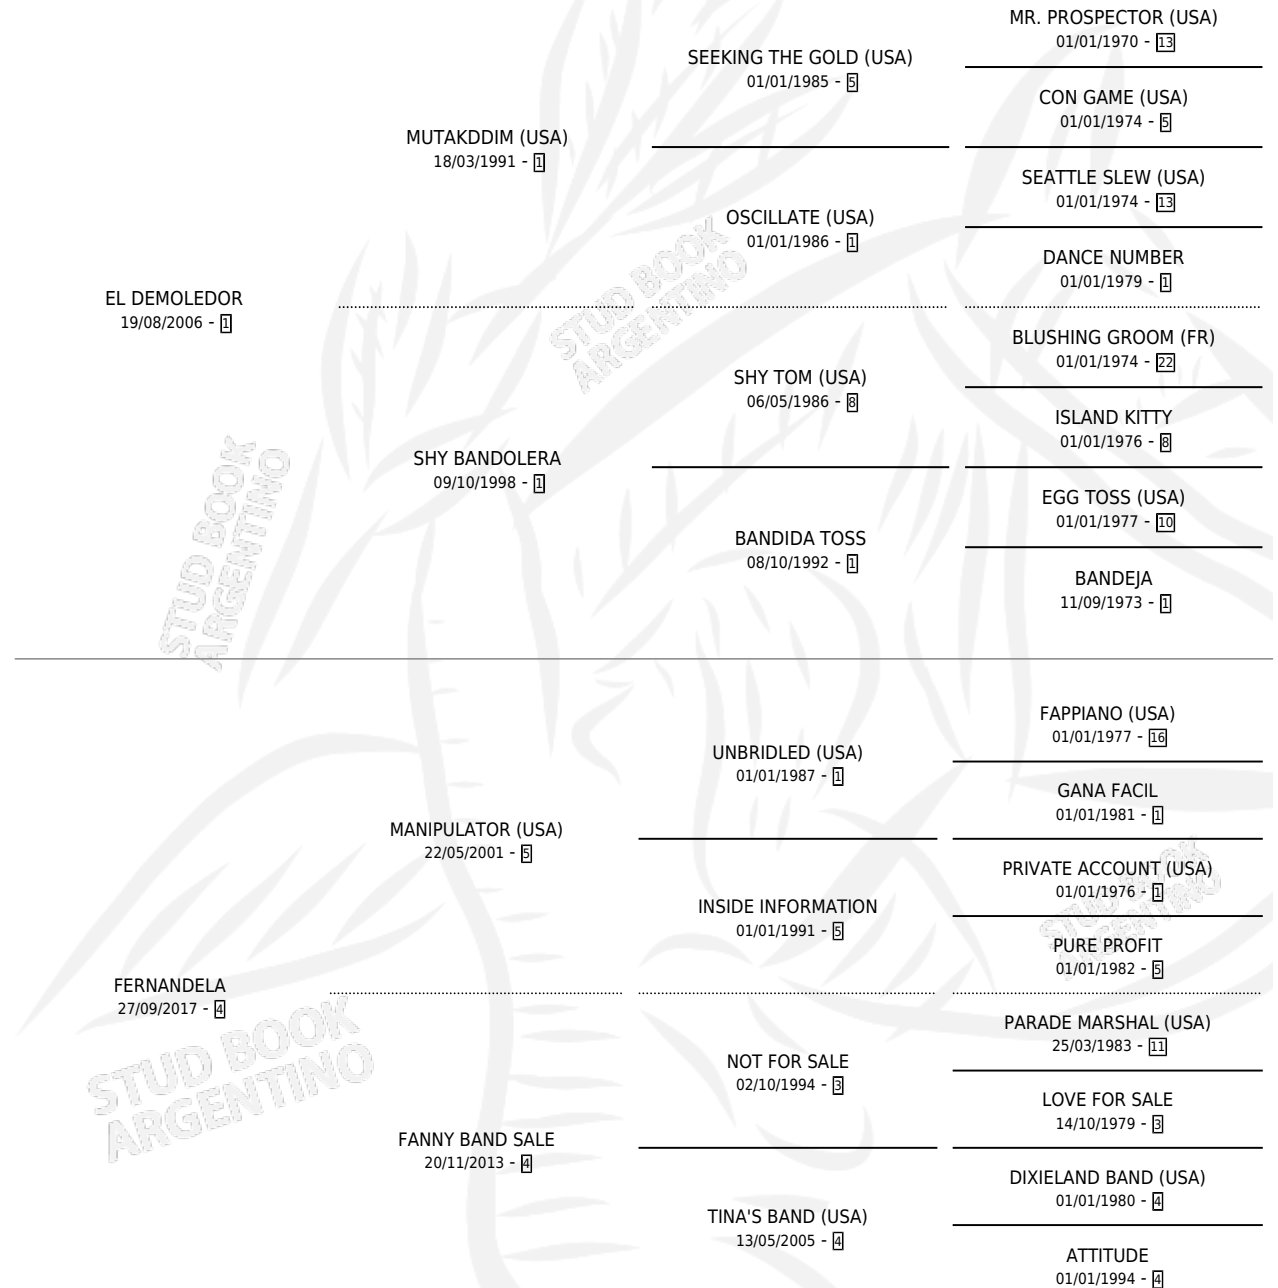 MR. PROSPECTOR (USA)
01/01/1970 - 13
SEEKING THE GOLD (USA)
01/01/1985 - 5
CON GAME (USA)
01/01/1974 - 5
MUTAKDDIM (USA)
18/03/1991 - 1
SEATTLE SLEW (USA)
01/01/1974 - 13
OSCILLATE (USA)
01/01/1986 - 1
DANCE NUMBER
01/01/1979 - 1
EL DEMOLEDOR
19/08/2006 - 1
BLUSHING GROOM (FR)
01/01/1974 - 22
SHY TOM (USA)
06/05/1986 - 8
ISLAND KITTY
01/01/1976 - 8
SHY BANDOLERA
09/10/1998 - 1
EGG TOSS (USA)
01/01/1977 - 10
BANDIDA TOSS
08/10/1992 - 1
BANDEJA
11/09/1973 - 1
FAPPIANO (USA)
01/01/1977 - 16
UNBRIDLED (USA)
01/01/1987 - 1
GANA FACIL
01/01/1981 - 1
MANIPULATOR (USA)
22/05/2001 - 5
PRIVATE ACCOUNT (USA)
01/01/1976 - 1
INSIDE INFORMATION
01/01/1991 - 5
PURE PROFIT
01/01/1982 - 5
FERNANDELA
27/09/2017 - 4
PARADE MARSHAL (USA)
25/03/1983 - 11
NOT FOR SALE
02/10/1994 - 3
LOVE FOR SALE
14/10/1979 - 3
FANNY BAND SALE
20/11/2013 - 4
DIXIELAND BAND (USA)
01/01/1980 - 4
TINA'S BAND (USA)
13/05/2005 - 4
ATTITUDE
01/01/1994 - 4
STUD BOOK
ARGENTINO
STUD BOOK
ARGENTINO
STUD BOOK
ARGENTINO
STUD BOOK
ARGENTINO